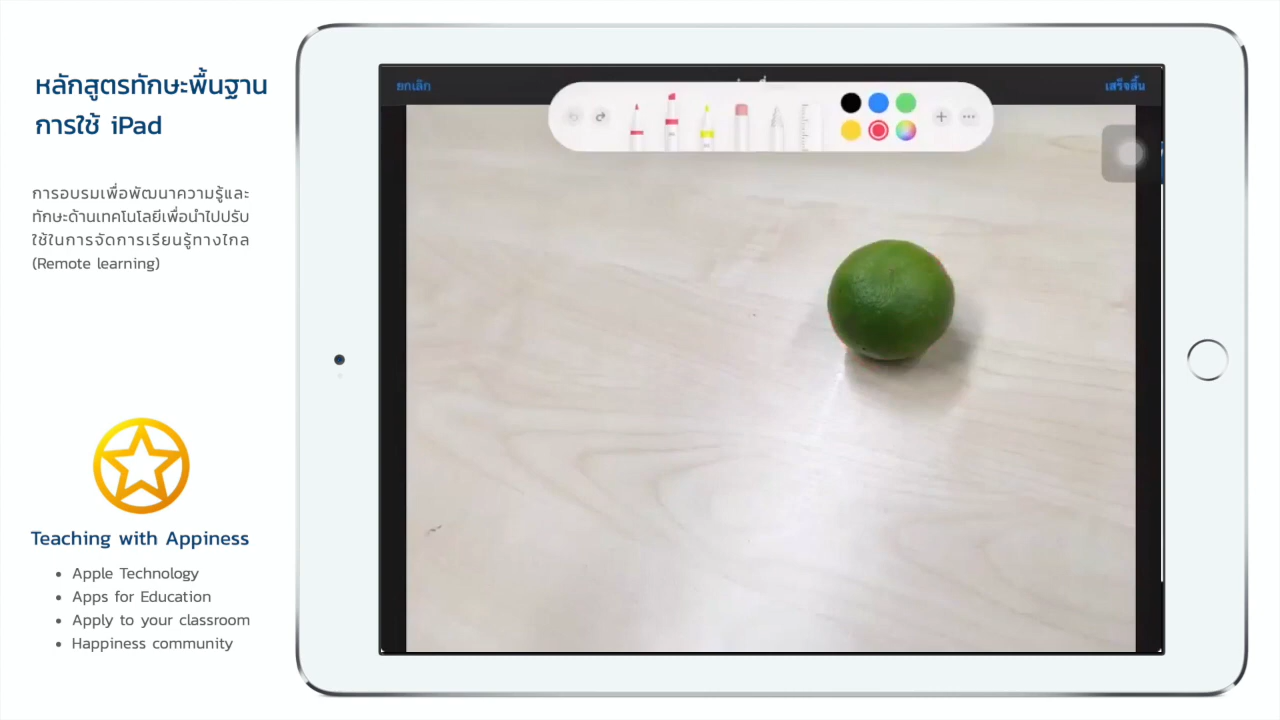 หลักสูตรทักษะพื้นฐาน
การใช้ iPad
การอบรมเพื่อพัฒนาความรู้และ
ทักษะด้านเทคโนโลยีเพื่อนำไปปรับ
ใช้ในการจัดการเรียนรู้ทางไกล
(Remote learning)
Teaching with Appiness
• Apple Technology
• Apps for Education
• Apply to your classroom
• Happiness community
ยกเลิก
เสร็จสิ้น